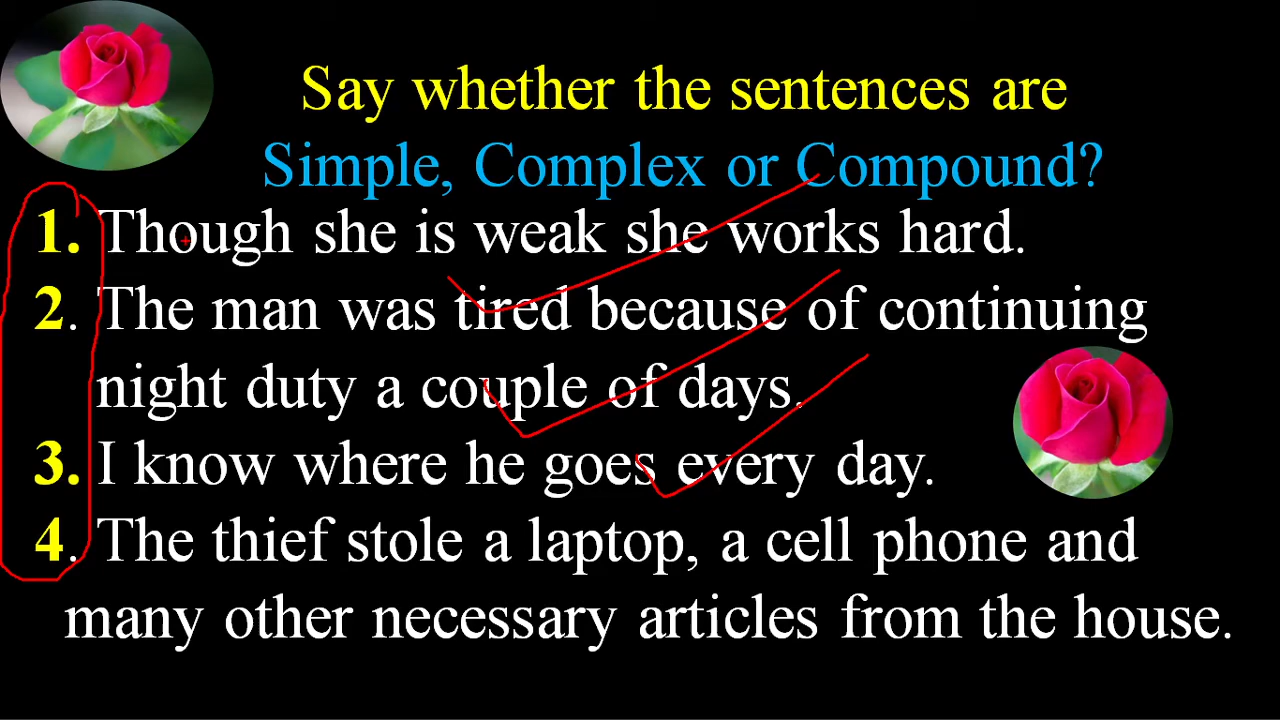 Say whether the sentences are
Simple, Complex or Compound?
1. Though she is weak she works hard.
2. The man was tired because of continuing
night duty a couple of days.
3. I know where he goes every day.
4. The thief stole a laptop, a cell phone and
many other necessary articles from the house.